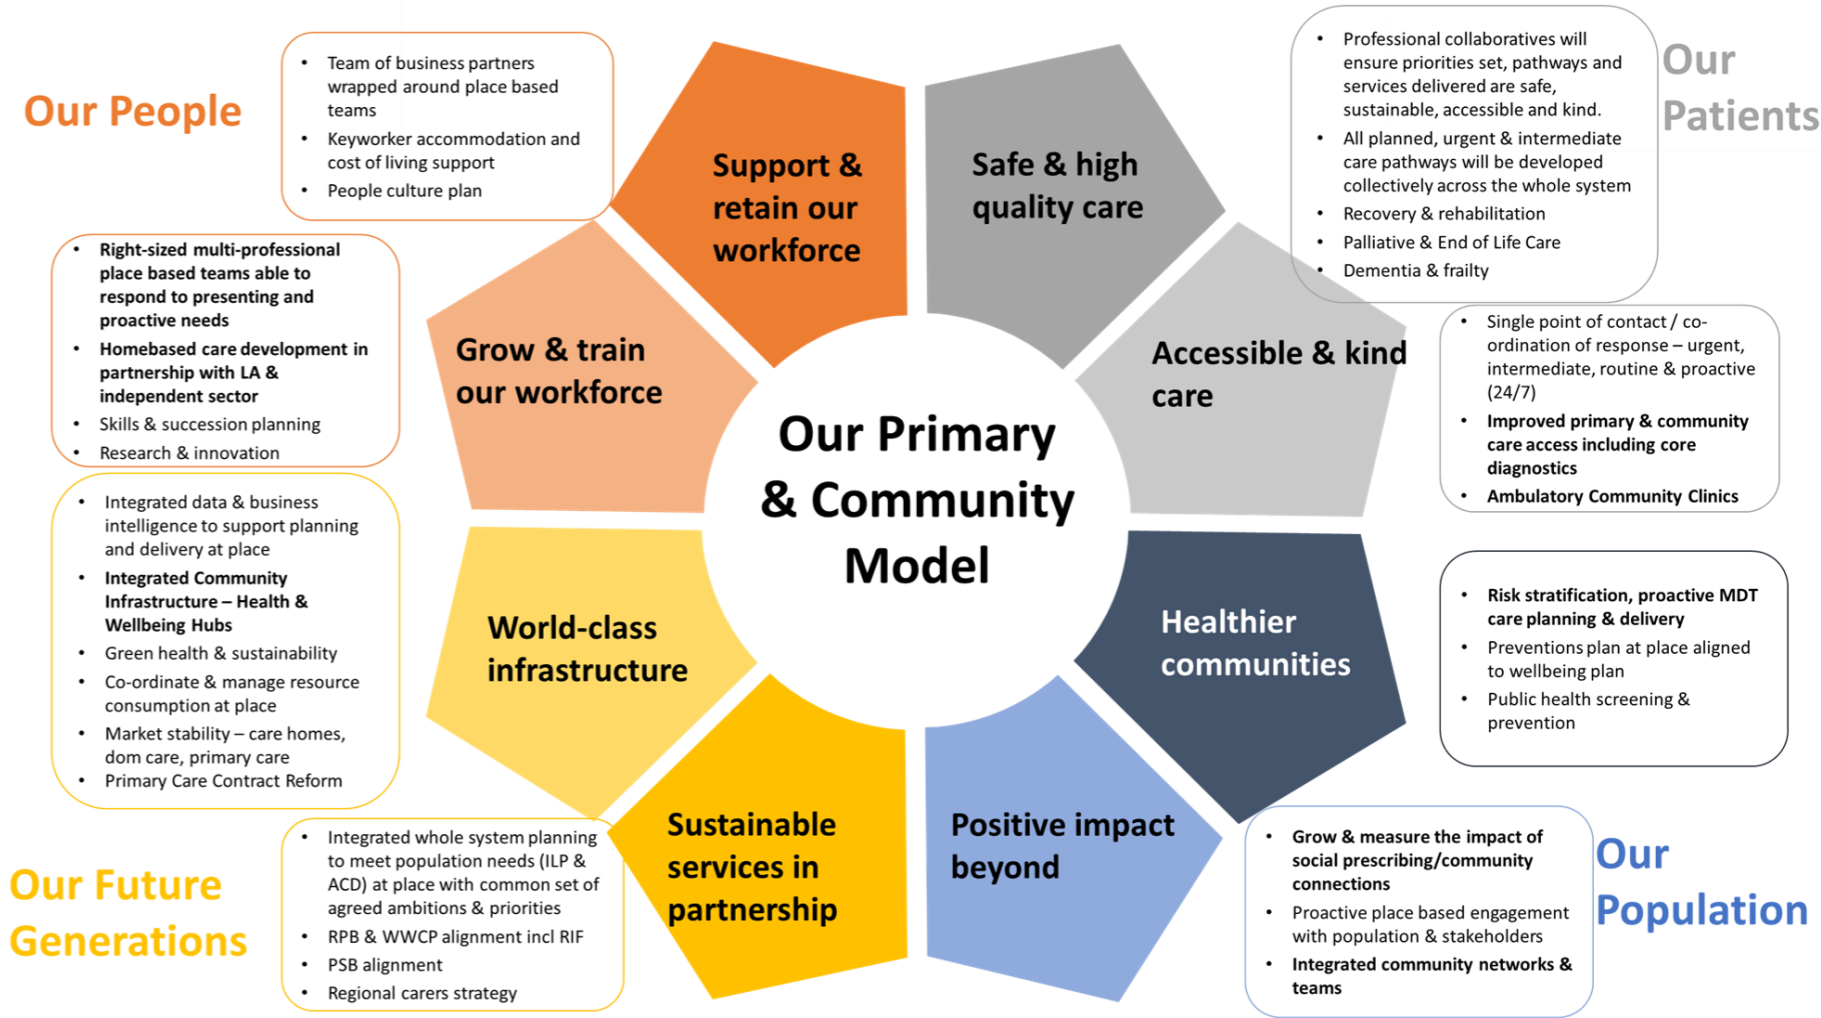 Our People
• Team of business partners
wrapped around place based
teams
• Keyworker accommodation and
cost of living support
• People culture plan
Support &
retain our
workforce
Safe & high
quality care
• Professional collaboratives will
ensure priorities set, pathways and
services delivered are safe,
sustainable, accessible and kind.
• All planned, urgent & intermediate
care pathways will be developed
collectively across the whole system
• Recovery & rehabilitation
• Palliative & End of Life Care
• Dementia & frailty
Our
Patients
• Right-sized multi-professional
place based teams able to
respond to presenting and
proactive needs
• Homebased care development in
partnership with LA &
independent sector
• Skills & succession planning
• Research & innovation
Grow & train
our workforce
Accessible & kind
care
• Single point of contact / co-
ordination of response – urgent,
intermediate, routine & proactive
(24/7)
• Improved primary & community
care access including core
diagnostics
• Ambulatory Community Clinics
Our Primary
& Community
Model
• Integrated data & business
intelligence to support planning
and delivery at place
• Integrated Community
Infrastructure – Health &
Wellbeing Hubs
• Green health & sustainability
• Co-ordinate & manage resource
consumption at place
• Market stability – care homes,
dom care, primary care
• Primary Care Contract Reform
World-class
infrastructure
Healthier
communities
• Risk stratification, proactive MDT
care planning & delivery
• Preventions plan at place aligned
to wellbeing plan
• Public health screening &
prevention
Our Future
Generations
• Integrated whole system planning
to meet population needs (ILP &
ACD) at place with common set of
agreed ambitions & priorities
• RPB & WWCP alignment incl RIF
• PSB alignment
• Regional carers strategy
Sustainable
services in
partnership
Positive impact
beyond
• Grow & measure the impact of
social prescribing/community
connections
• Proactive place based engagement
with population & stakeholders
• Integrated community networks &
teams
Our
Population